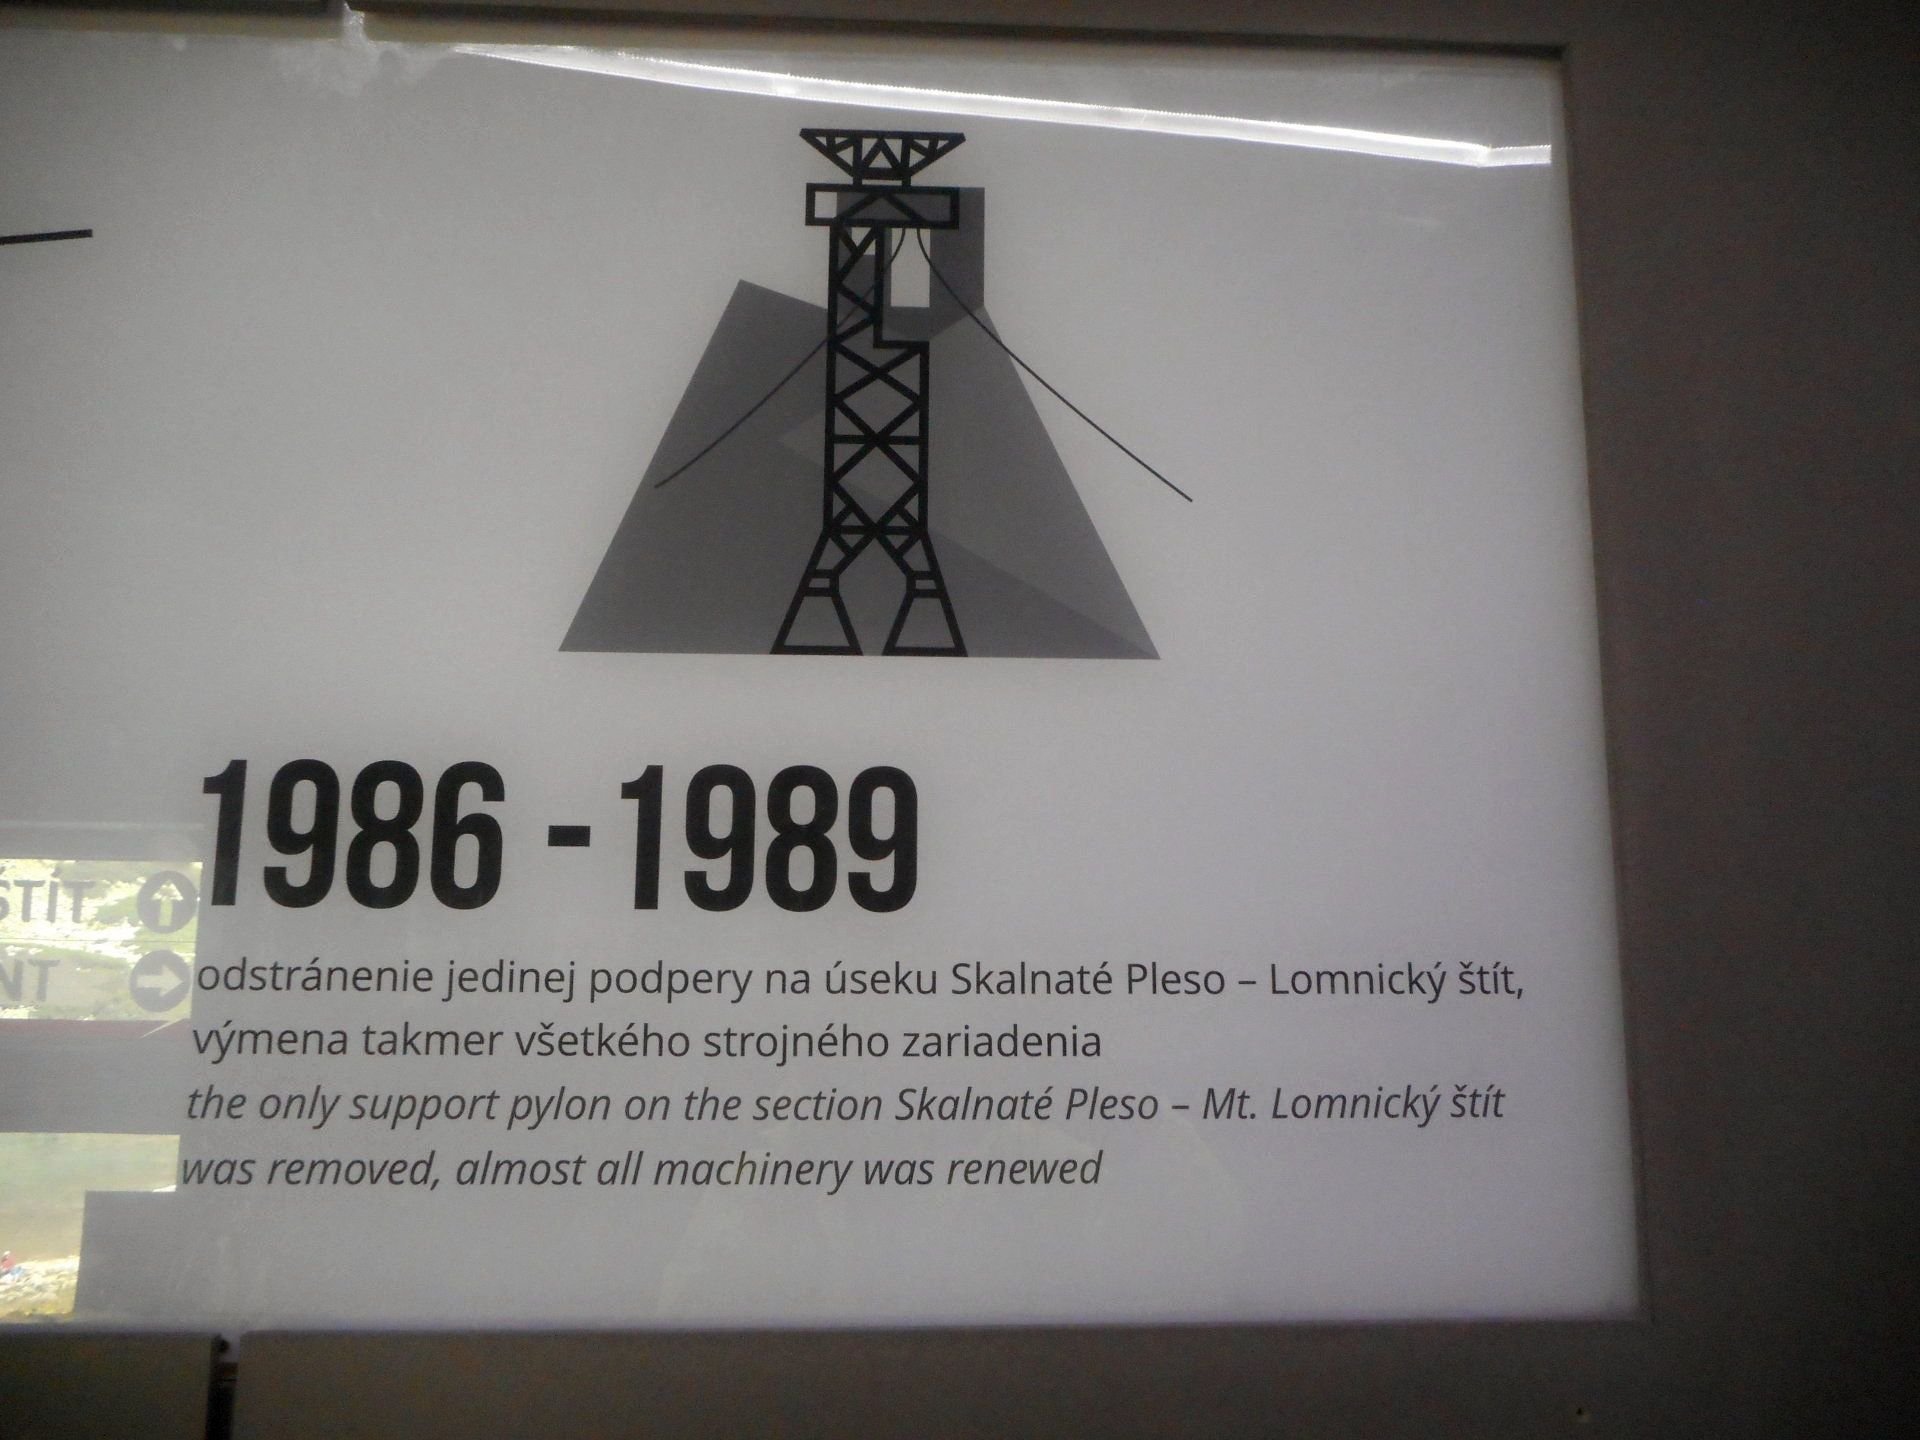 1986 - 1989
odstránenie jedinej podpery na úseku Skalnaté Pleso – Lomnický štít,
výmena takmer všetkého strojného zariadenia
the only support pylon on the section Skalnaté Pleso – Mt. Lomnický štít
was removed, almost all machinery was renewed
ŠTÍT